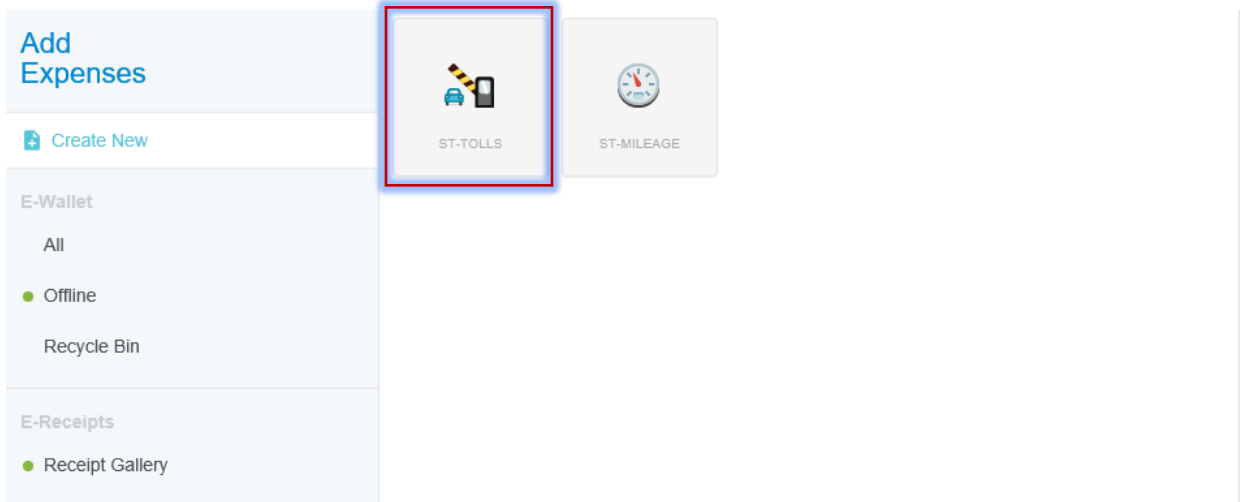 Add
Expenses
Create New
E-Wallet
All
Offline
Recycle Bin
E-Receipts
Receipt Gallery
ST-TOLLS
ST-MILEAGE